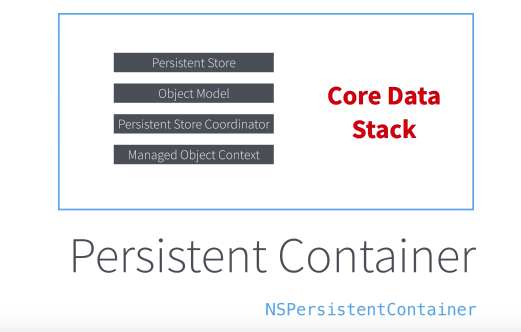 Persistent Store
Object Model
Persistent Store Coordinator
Managed Object Context
Core Data
Stack
Persistent Container
NSPersistentContainer